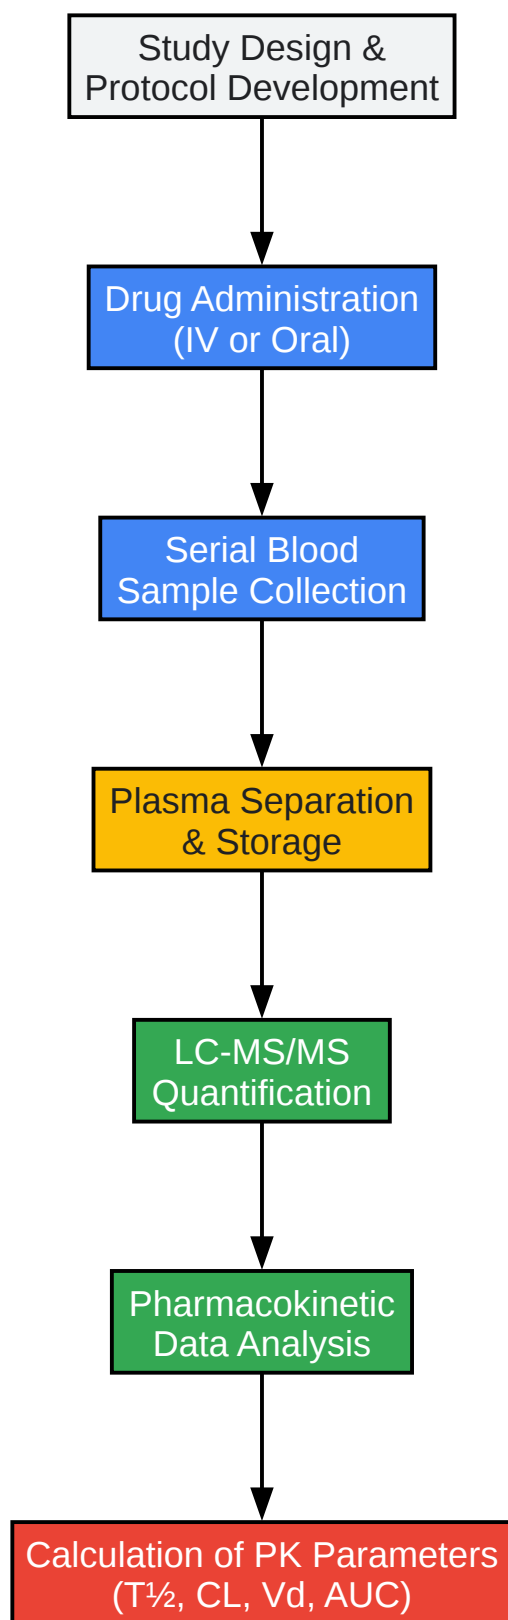 Study Design &
Protocol Development
Drug Administration
(IV or Oral)
Serial Blood
Sample Collection
Plasma Separation
& Storage
LC-MS/MS
Quantification
Pharmacokinetic
Data Analysis
Calculation of PK Parameters
(T½, CL, Vd, AUC)